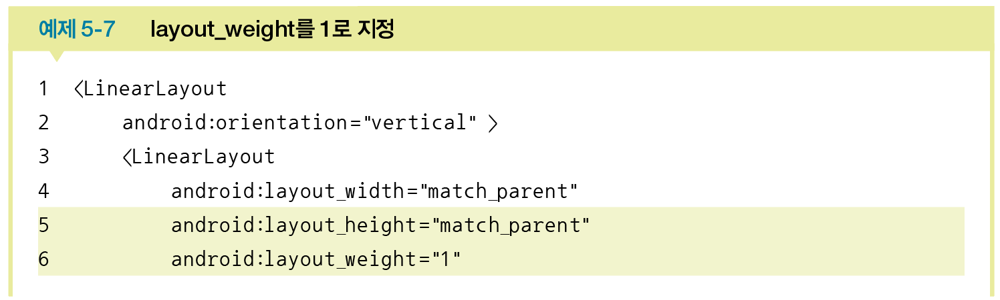 예제 5-7 layout_weight를 1로 지정
1 <LinearLayout
2 android:orientation="vertical" >
3 <LinearLayout
4 android:layout_width="match_parent"
5 android:layout_height="match_parent"
6 android:layout_weight="1"